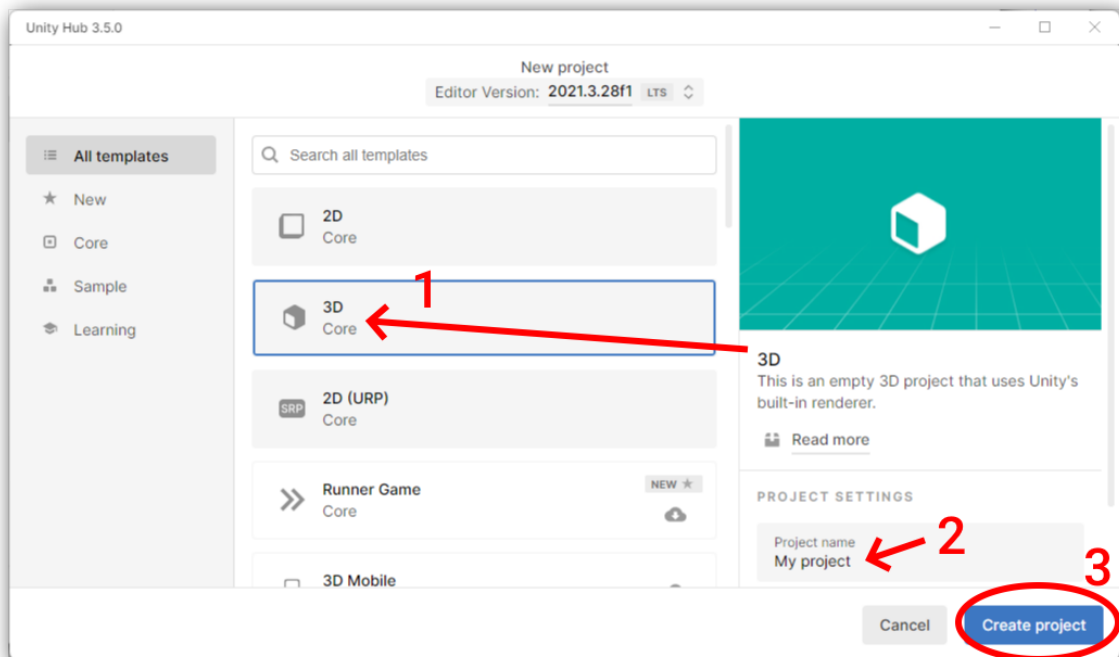 Unity Hub 3.5.0
New project
Editor Version: 2021.3.28f1 LTS
All templates
New
Core
Sample
Learning
Search all templates
2D
Core
1
3D
Core
SRP
2D (URP)
Core
Runner Game
Core
NEW
3D Mobile
3D
This is an empty 3D project that uses Unity's
built-in renderer.
Read more
PROJECT SETTINGS
Project name
My project
2
3
Cancel
Create project